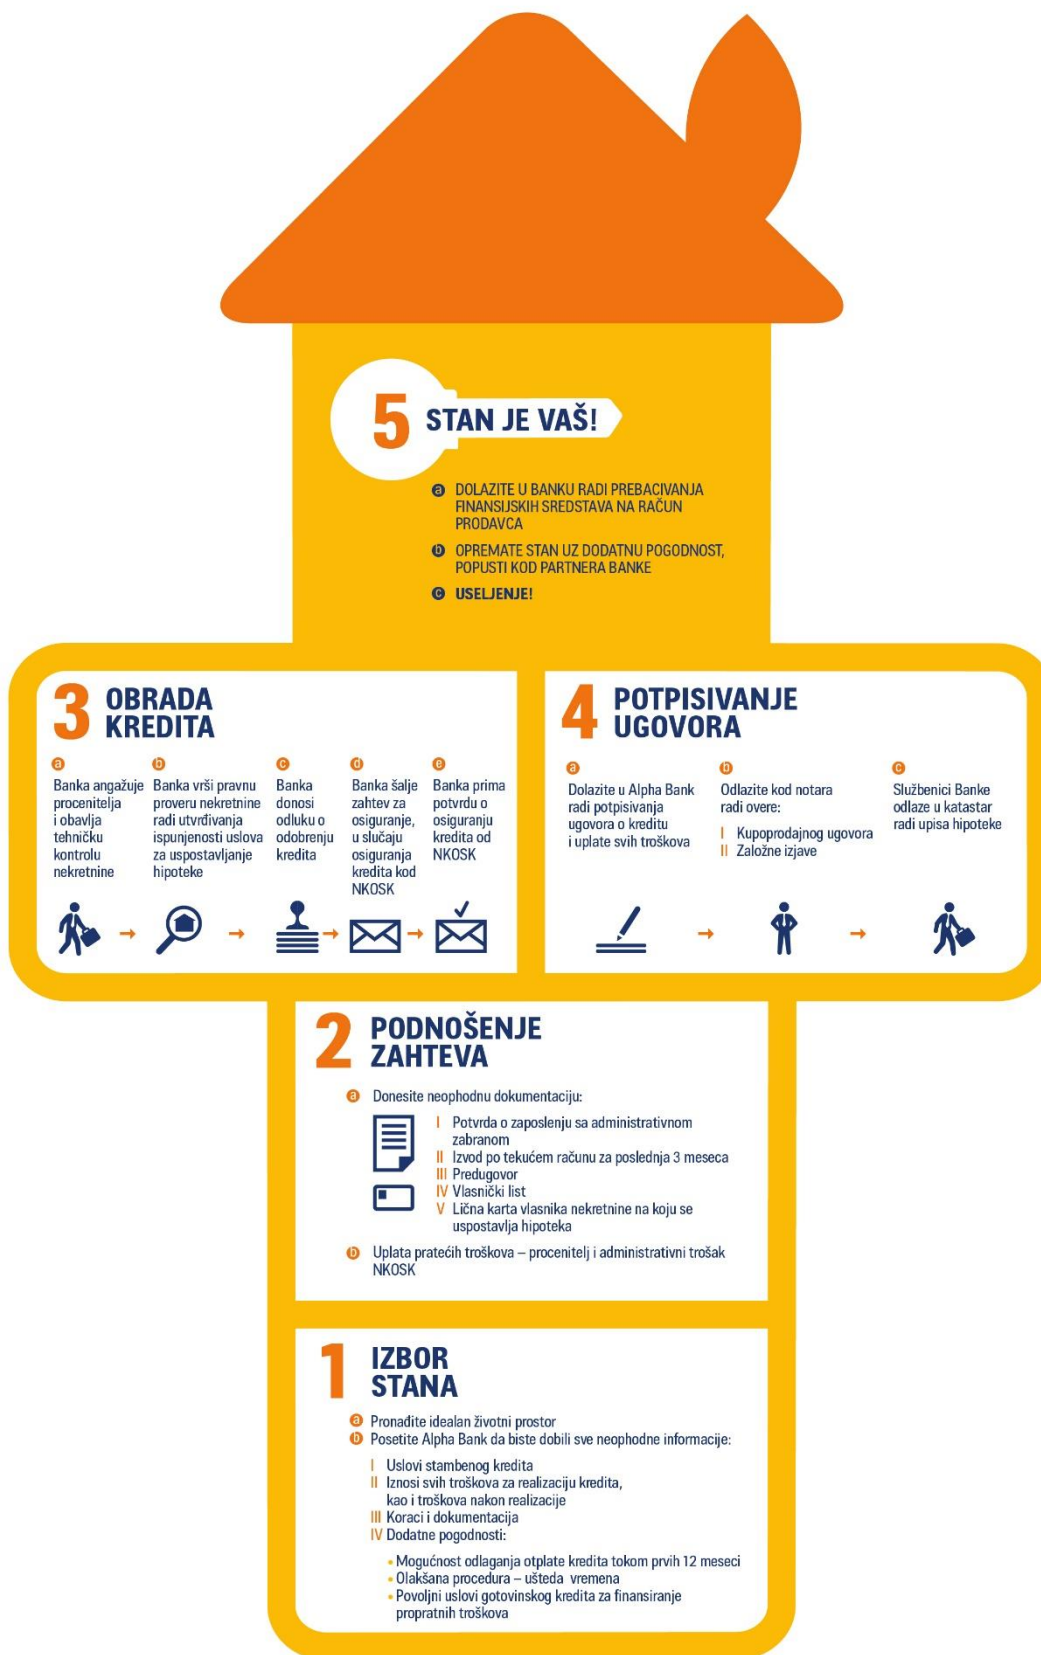 5 STAN JE VAŠ!
a DOLAZITE U BANKU RADI PREBACIVANJA
FINANSIJSKIH SREDSTAVA NA RAČUN
PRODAVCA
b OPREMATE STAN UZ DODATNU POGODNOST,
POPUSTI KOD PARTNERA BANKE
c USELJENJE!
3 OBRADA
KREDITA
a
Banka angažuje
procenitelja
i obavlja
tehničku
kontrolu
nekretnine
b
Banka vrši pravnu
proveru nekretnine
radi utvrđivanja
ispunjenosti uslova
za uspostavljanje
hipoteke
c
Banka
donosi
odluku o
odobrenju
kredita
d
Banka šalje
zahtev za
osiguranje,
u slučaju
osiguranja
kredita kod
NKOSK
e
Banka prima
potvrdu o
osiguranju
kredita od
NKOSK
4 POTPISIVANJE
UGOVORA
a
Dolazite u Alpha Bank
radi potpisivanja
ugovora o kreditu
i uplate svih troškova
b
Odlazite kod notara
radi overe:
I Kupoprodajnog ugovora
II Založne izjave
c
Službenici Banke
odlaze u katastar
radi upisa hipoteke
2 PODNOŠENJE
ZAHTEVA
a Donesite neophodnu dokumentaciju:
I Potvrda o zaposlenju sa administrativnom
zabranom
II Izvod po tekućem računu za poslednja 3 meseca
III Predugovor
IV Vlasnički list
V Lična karta vlasnika nekretnine na koju se
uspostavlja hipoteka
b Uplata pratećih troškova – procenitelj i administrativni trošak
NKOSK
1 IZBOR
STANA
a Pronađite idealan životni prostor
b Posetite Alpha Bank da biste dobili sve neophodne informacije:
I Uslovi stambenog kredita
II Iznosi svih troškova za realizaciju kredita,
kao i troškova nakon realizacije
III Koraci i dokumentacija
IV Dodatne pogodnosti:
• Mogućnost odlaganja otplate kredita tokom prvih 12 meseci
• Olakšana procedura – ušteda vremena
• Povoljni uslovi gotovinskog kredita za finansiranje
propratnih troškova